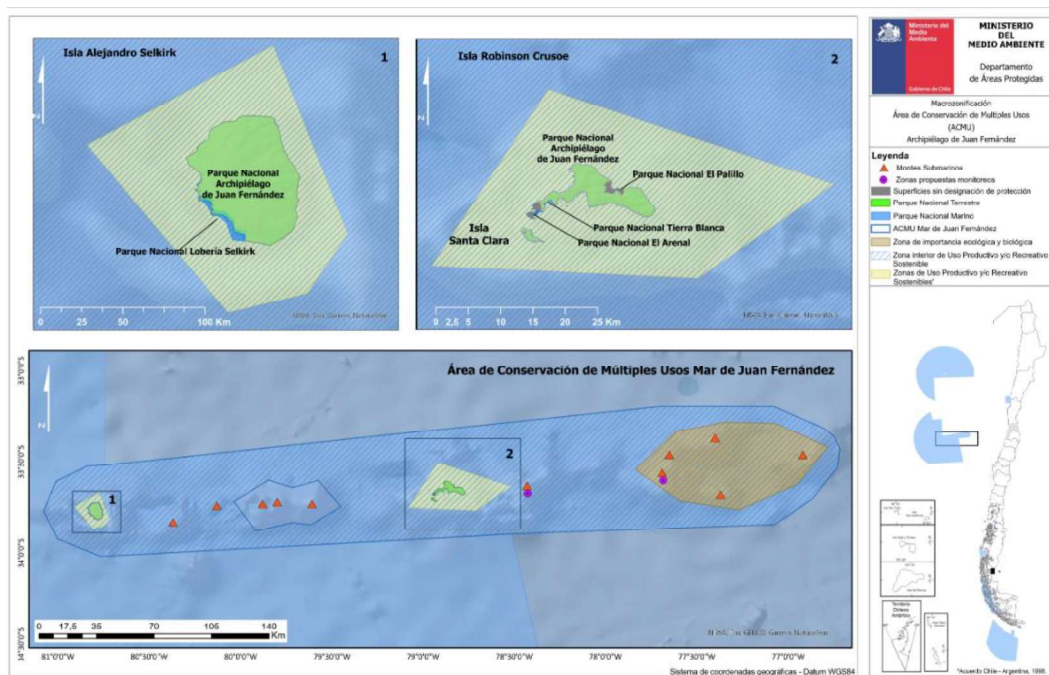 Isla Alejandro Selkirk
1
Parque Nacional
Archipiélago
de Juan Fernández
Parque Nacional Lobería Selkirk
0 25 50 100 Km
Isla Robinson Crusoe
2
Parque Nacional
Archipiélago
de Juan Fernández
Parque Nacional El Palillo
Isla
Santa Clara
Parque Nacional Tierra Blanca
Parque Nacional El Arenal
0 2,5 5 10 15 20 25 Km
Área de Conservación de Múltiples Usos Mar de Juan Fernández
1
2
33°0'0"S
33°30'0"S
34°0'0"S
34°30'0"S
0 17,5 35 70 105 140
Km
81°0'0"W 80°30'0"W 80°0'0"W 79°30'0"W 79°0'0"W 78°30'0"W 78°0'0"W 77°30'0"W 77°0'0"W
Sistema de coordenadas geográficas - Datum WGS84
Ministerio del
Medio
Ambiente
Gobierno de Chile
MINISTERIO
DEL
MEDIO AMBIENTE
Departamento
de Áreas Protegidas
Macrozonificación
Área de Conservación de Multiples Usos
(ACMU)
Archipiélago de Juan Fernández
Leyenda
Montes Submarinos
Zonas propuestas monitoreos
Superficies sin designación de protección
Parque Nacional Terrestre
Parque Nacional Marino
ACMU Mar de Juan Fernández
Zona de importancia ecológica y biológica
Zona interior de Uso Productivo y/o Recreativo
Sostenible
Zonas de Uso Productivo y/o Recreativo
Sostenibles*
Territorio
Chileno
Antártico
*Acuerdo Chile - Argentina, 1998.